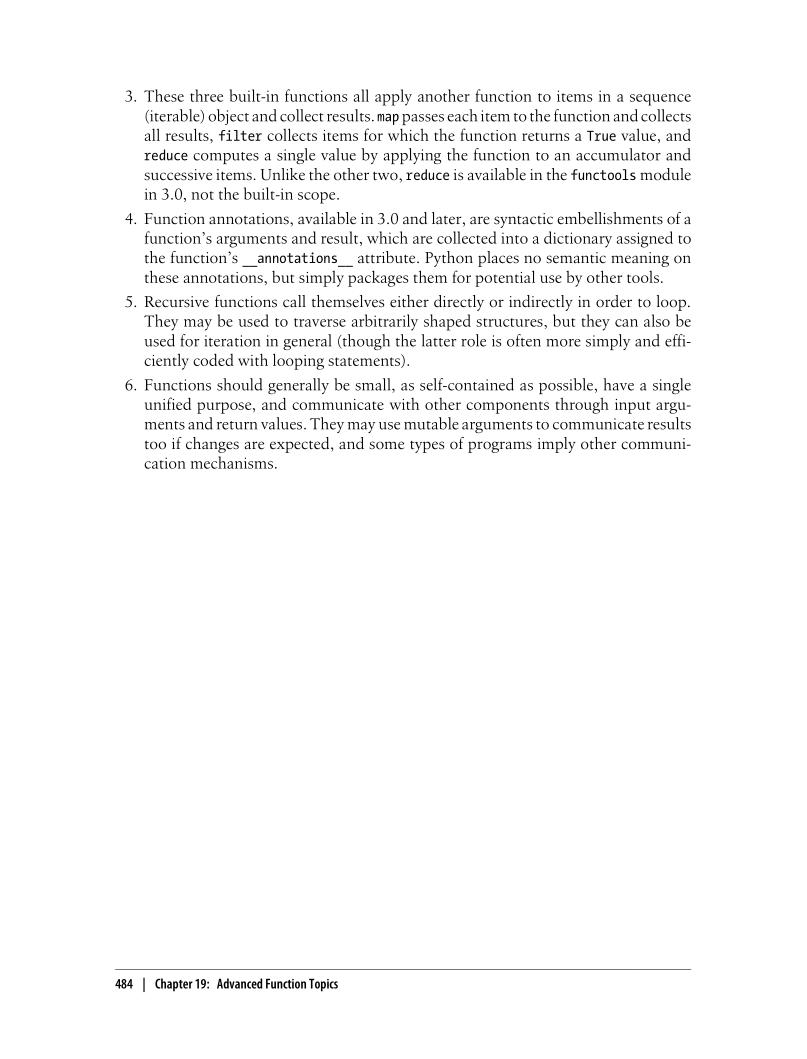 3. These three built-in functions all apply another function to items in a sequence
(iterable) object and collect results. map passes each item to the function and collects
all results, filter collects items for which the function returns a True value, and
reduce computes a single value by applying the function to an accumulator and
successive items. Unlike the other two, reduce is available in the functools module
in 3.0, not the built-in scope.
4. Function annotations, available in 3.0 and later, are syntactic embellishments of a
function’s arguments and result, which are collected into a dictionary assigned to
the function’s __annotations__ attribute. Python places no semantic meaning on
these annotations, but simply packages them for potential use by other tools.
5. Recursive functions call themselves either directly or indirectly in order to loop.
They may be used to traverse arbitrarily shaped structures, but they can also be
used for iteration in general (though the latter role is often more simply and effi-
ciently coded with looping statements).
6. Functions should generally be small, as self-contained as possible, have a single
unified purpose, and communicate with other components through input argu-
ments and return values. They may use mutable arguments to communicate results
too if changes are expected, and some types of programs imply other communi-
cation mechanisms.
484 | Chapter 19: Advanced Function Topics